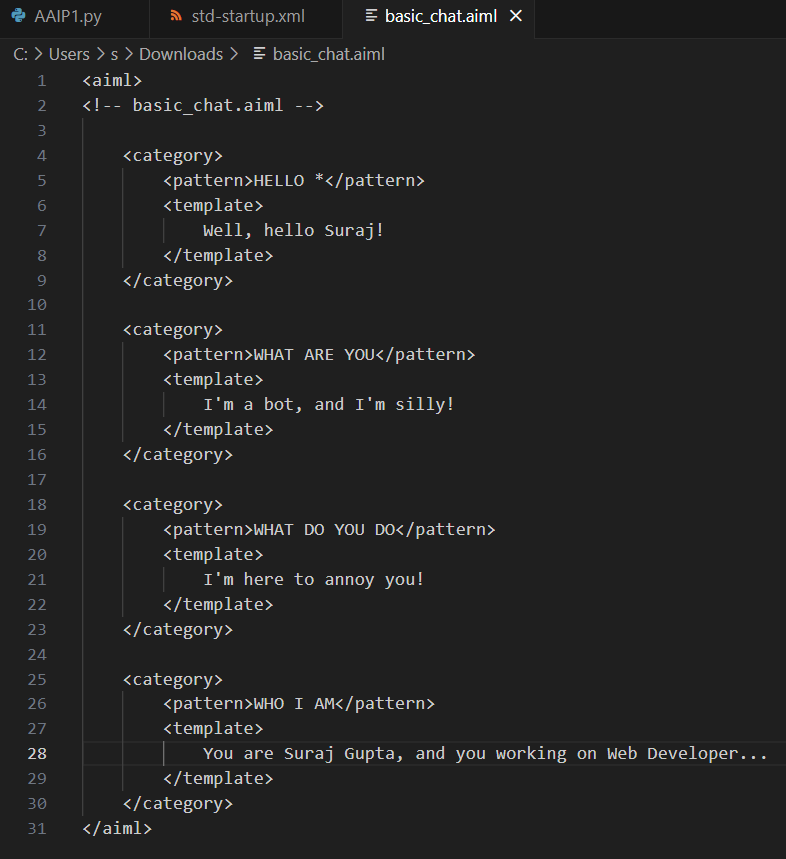 AAIP1.py std-startup.xml basic_chat.aiml ×
C: > Users > s > Downloads > basic_chat.aiml
1 <aiml>
2 <!-- basic_chat.aiml -->
3
4 <category>
5 <pattern>HELLO *</pattern>
6 <template>
7 Well, hello Suraj!
8 </template>
9 </category>
10
11 <category>
12 <pattern>WHAT ARE YOU</pattern>
13 <template>
14 I'm a bot, and I'm silly!
15 </template>
16 </category>
17
18 <category>
19 <pattern>WHAT DO YOU DO</pattern>
20 <template>
21 I'm here to annoy you!
22 </template>
23 </category>
24
25 <category>
26 <pattern>WHO I AM</pattern>
27 <template>
28 You are Suraj Gupta, and you working on Web Developer...
29 </template>
30 </category>
31 </aiml>